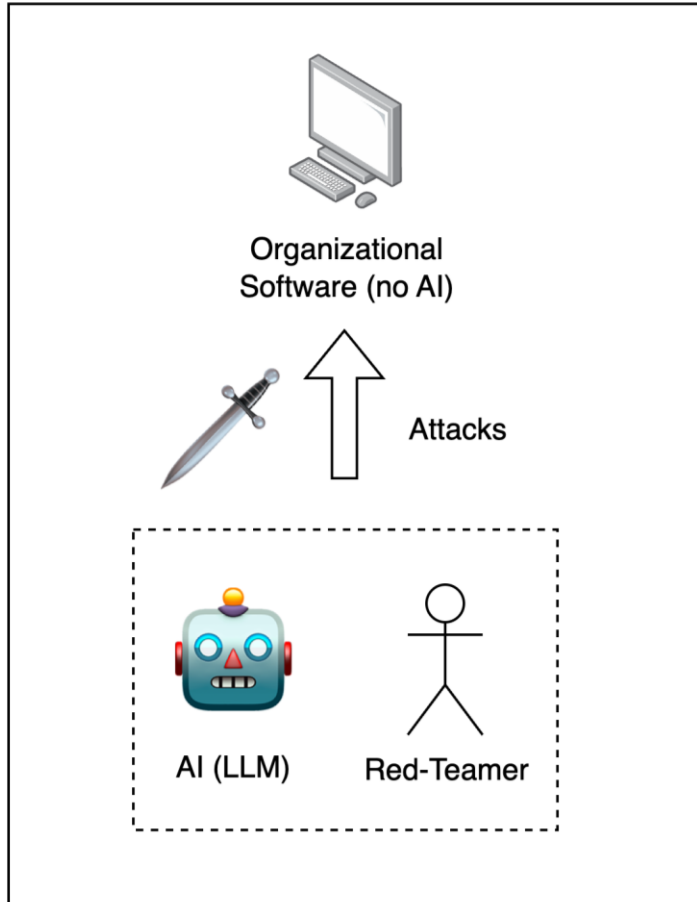 Organizational
Software (no AI)
Attacks
AI (LLM)
Red-Teamer